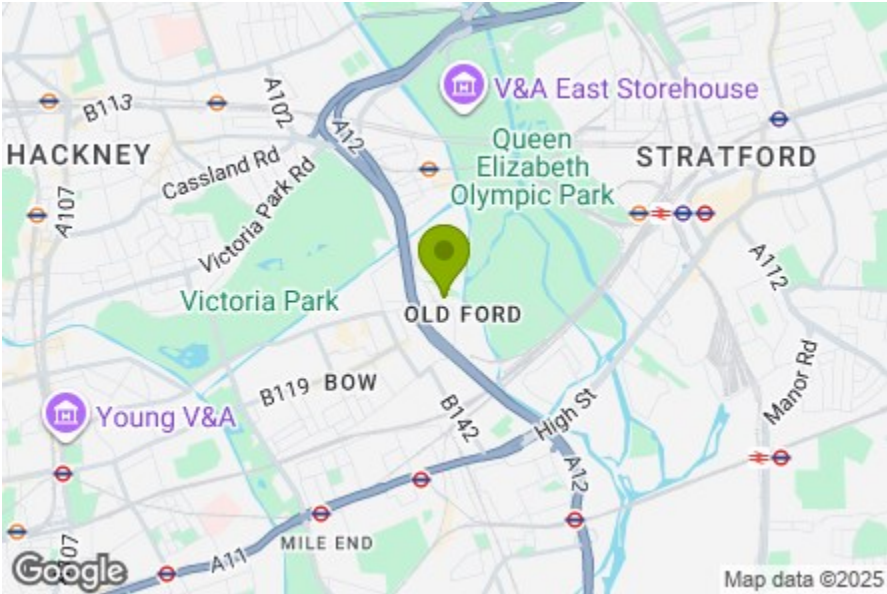 B113
A102
V&A East Storehouse
HACKNEY
A12
Queen
Elizabeth
Olympic Park
STRATFORD
Cassland Rd
A107
Victoria Park Rd
A112
Victoria Park
OLD FORD
Manor Rd
B119
BOW
Young V&A
B142
High St
A12
MILE END
A11
A107
Google
Map data ©2025